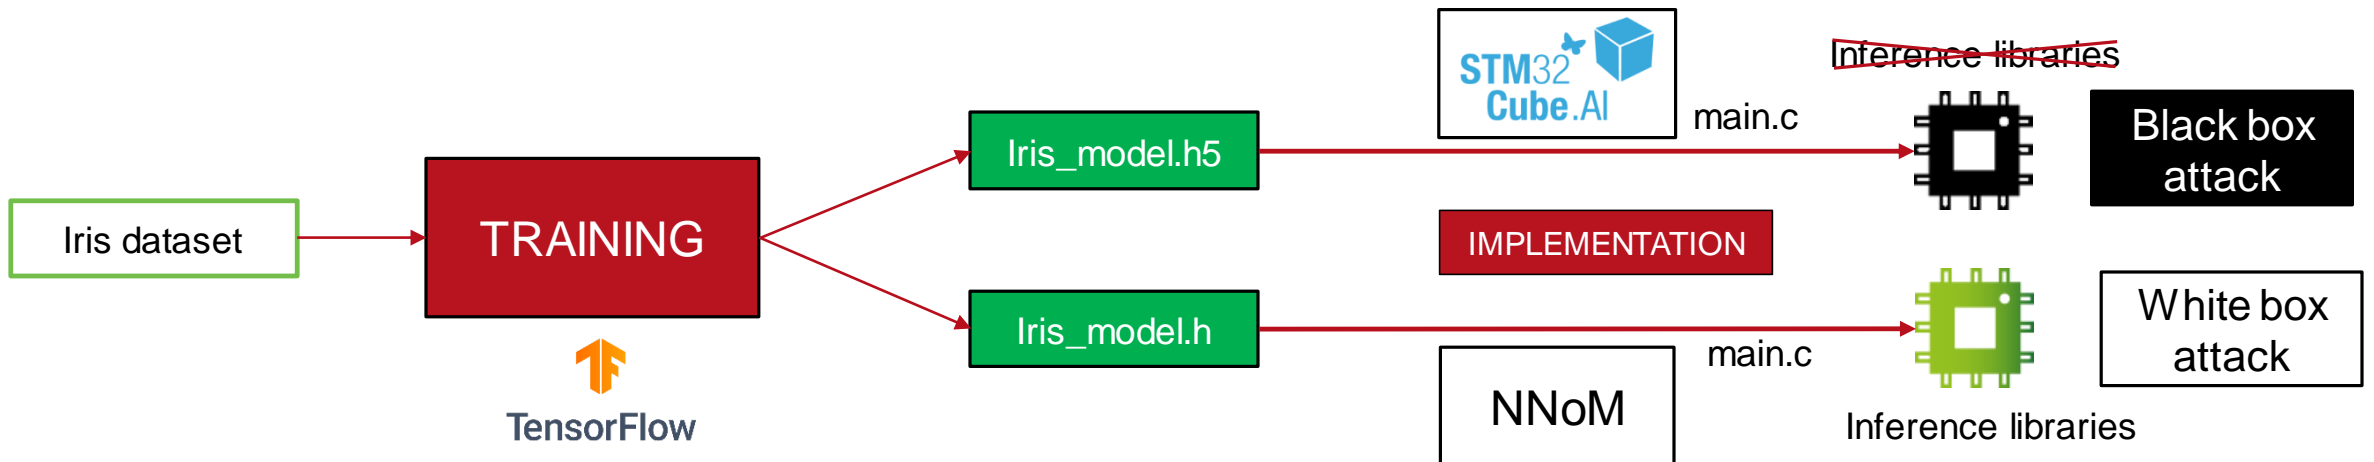 Iris dataset
TRAINING
TensorFlow
Iris_model.h5
Iris_model.h
STM32
Cube.AI
main.c
IMPLEMENTATION
NNoM
main.c
Inference libraries
Black box
attack
White box
attack
Inference libraries